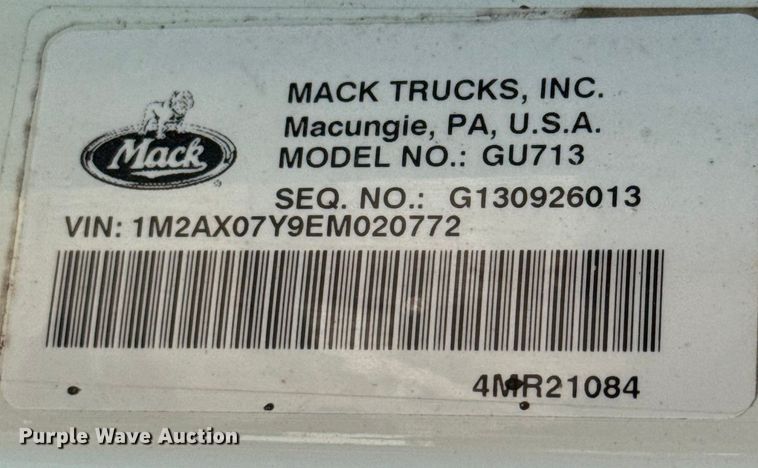 MACK TRUCKS, INC.
Macungie, PA, U.S.A.
Mack
MODEL NO.: GU713
SEQ. NO.: G130926013
VIN: 1M2AX07Y9EM020772
4MR21084
Purple Wave Auction